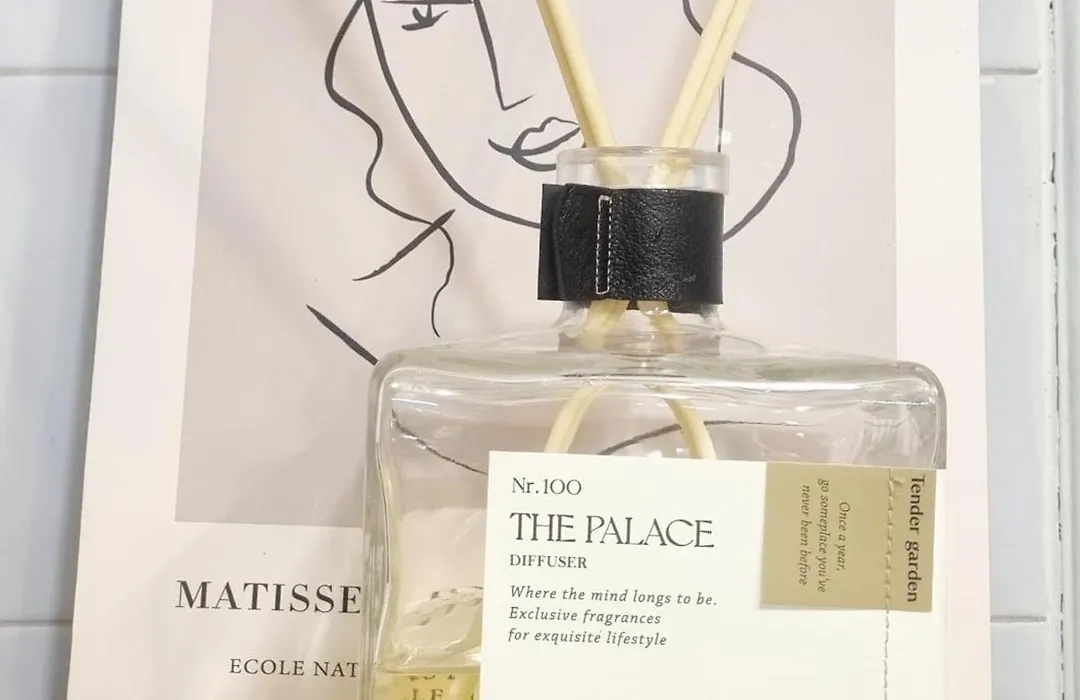 MATISSE
ECOLE NAT
Nr.100
THE PALACE
DIFFUSER
Where the mind longs to be.
Exclusive fragrances
for exquisite lifestyle
Tender garden
Once a year,
go someplace you've
never been before
LE